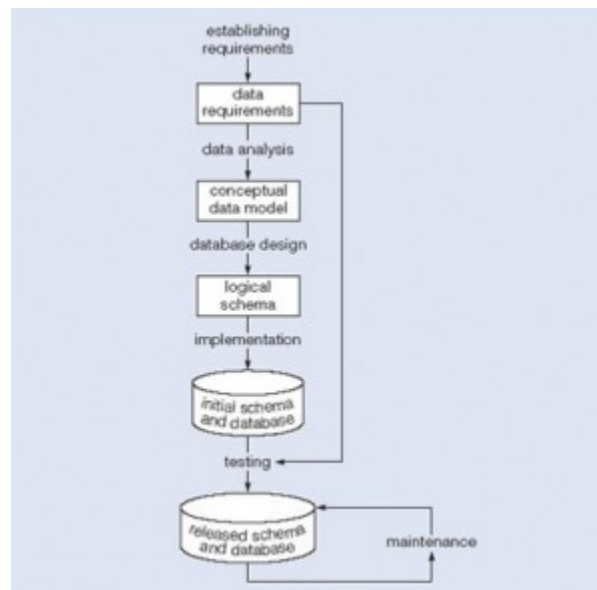 establishing
requirements
data
requirements
data analysis
conceptual
data model
database design
logical
schema
implementation
initial schema
and database
testing
released schema
and database
maintenance